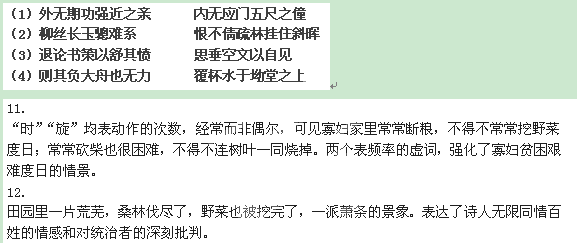 （1）外无期功强近之亲 内无应门五尺之僮
（2）柳丝长玉骢难系 恨不倩疏林挂住斜晖
（3）退论书策以舒其愤 思垂空文以自见
（4）则其负大舟也无力 覆杯水于坳堂之上
11.
“时”“旋”均表动作的次数，经常而非偶尔，可见寡妇家里常常断粮，不得不常常挖野菜
度日；常常砍柴也很困难，不得不连树叶一同烧掉。两个表频率的虚词，强化了寡妇贫困艰
难度日的情景。
12.
田园里一片荒芜，桑林伐尽了，野菜也被挖完了，一派萧条的景象。表达了诗人无限同情百
姓的情感和对统治者的深刻批判。